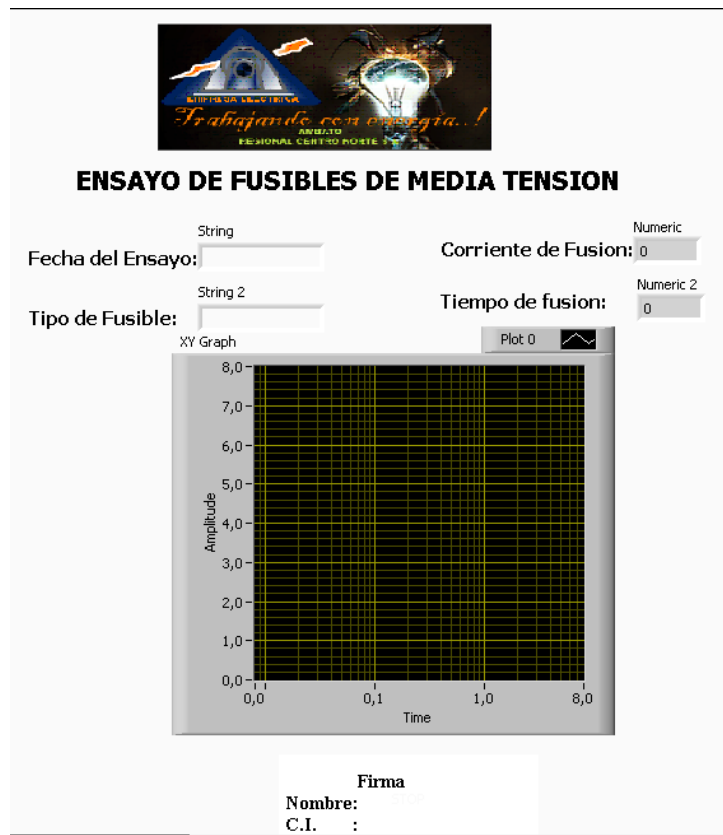 EMPRESA ELECTRICA
Trabajando con energía..!
AMBATO
REGIONAL CENTRO NORTE S.A.
ENSAYO DE FUSIBLES DE MEDIA TENSION
String
Fecha del Ensayo:
Numeric
Corriente de Fusion: 0
String 2
Tipo de Fusible:
Numeric 2
Tiempo de fusion: 0
XY Graph
Plot 0
8,0
7,0
6,0
5,0
4,0
3,0
2,0
1,0
0,0
Amplitude
0,0 0,1 1,0 8,0
Time
Firma
Nombre:
C.I. :